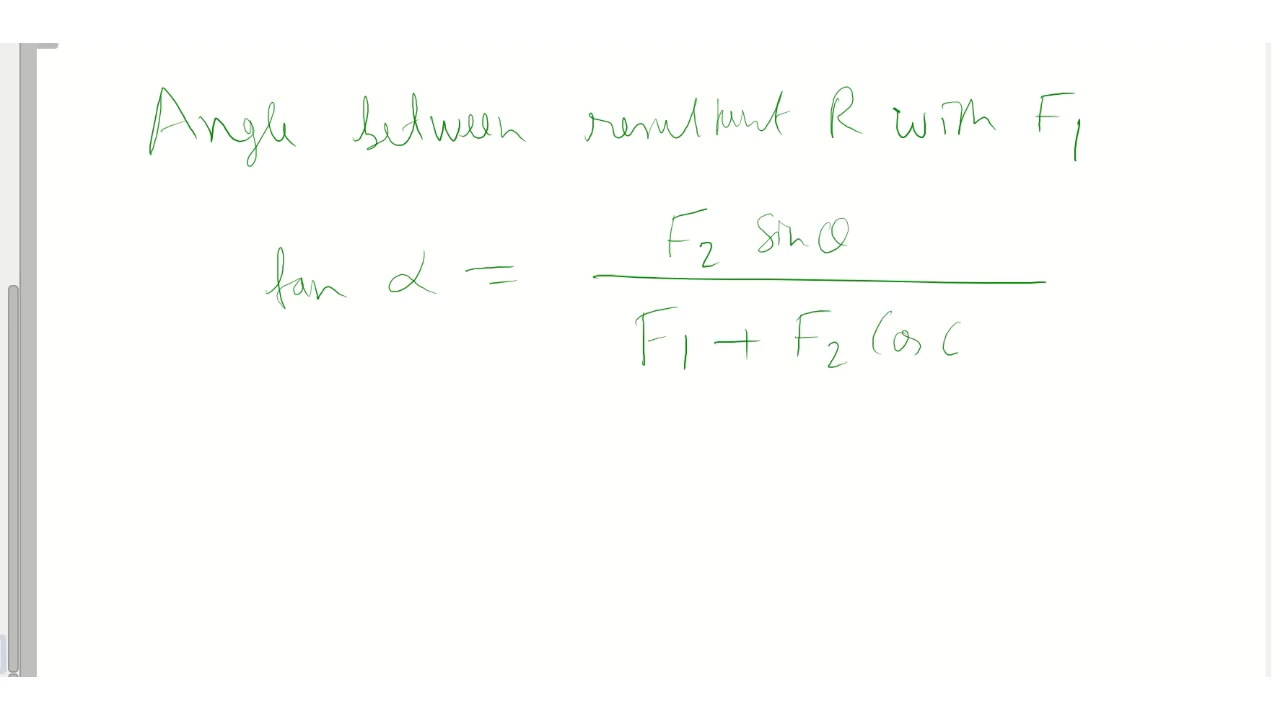 Angle between resultant R with F₁
tan α = F₂ sin θ / F₁ + F₂ Cos